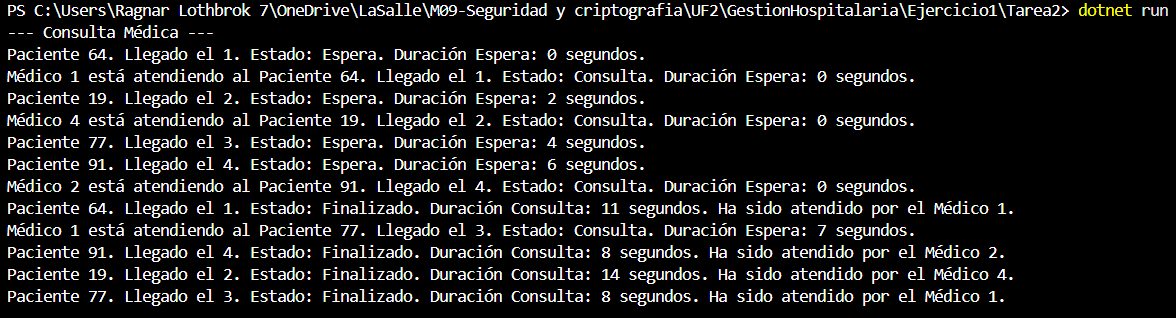 PS C:\Users\Ragnar Lothbrok 7\OneDrive\LaSalle\M09-Seguridad y criptografia\UF2\GestionHospitalaria\Ejercicio1\Tarea2> dotnet run
--- Consulta Médica ---
Paciente 64. Llegado el 1. Estado: Espera. Duración Espera: 0 segundos.
Médico 1 está atendiendo al Paciente 64. Llegado el 1. Estado: Consulta. Duración Espera: 0 segundos.
Paciente 19. Llegado el 2. Estado: Espera. Duración Espera: 2 segundos.
Médico 4 está atendiendo al Paciente 19. Llegado el 2. Estado: Consulta. Duración Espera: 0 segundos.
Paciente 77. Llegado el 3. Estado: Espera. Duración Espera: 4 segundos.
Paciente 91. Llegado el 4. Estado: Espera. Duración Espera: 6 segundos.
Médico 2 está atendiendo al Paciente 91. Llegado el 4. Estado: Consulta. Duración Espera: 0 segundos.
Paciente 64. Llegado el 1. Estado: Finalizado. Duración Consulta: 11 segundos. Ha sido atendido por el Médico 1.
Médico 1 está atendiendo al Paciente 77. Llegado el 3. Estado: Consulta. Duración Espera: 7 segundos.
Paciente 91. Llegado el 4. Estado: Finalizado. Duración Consulta: 8 segundos. Ha sido atendido por el Médico 2.
Paciente 19. Llegado el 2. Estado: Finalizado. Duración Consulta: 14 segundos. Ha sido atendido por el Médico 4.
Paciente 77. Llegado el 3. Estado: Finalizado. Duración Consulta: 8 segundos. Ha sido atendido por el Médico 1.